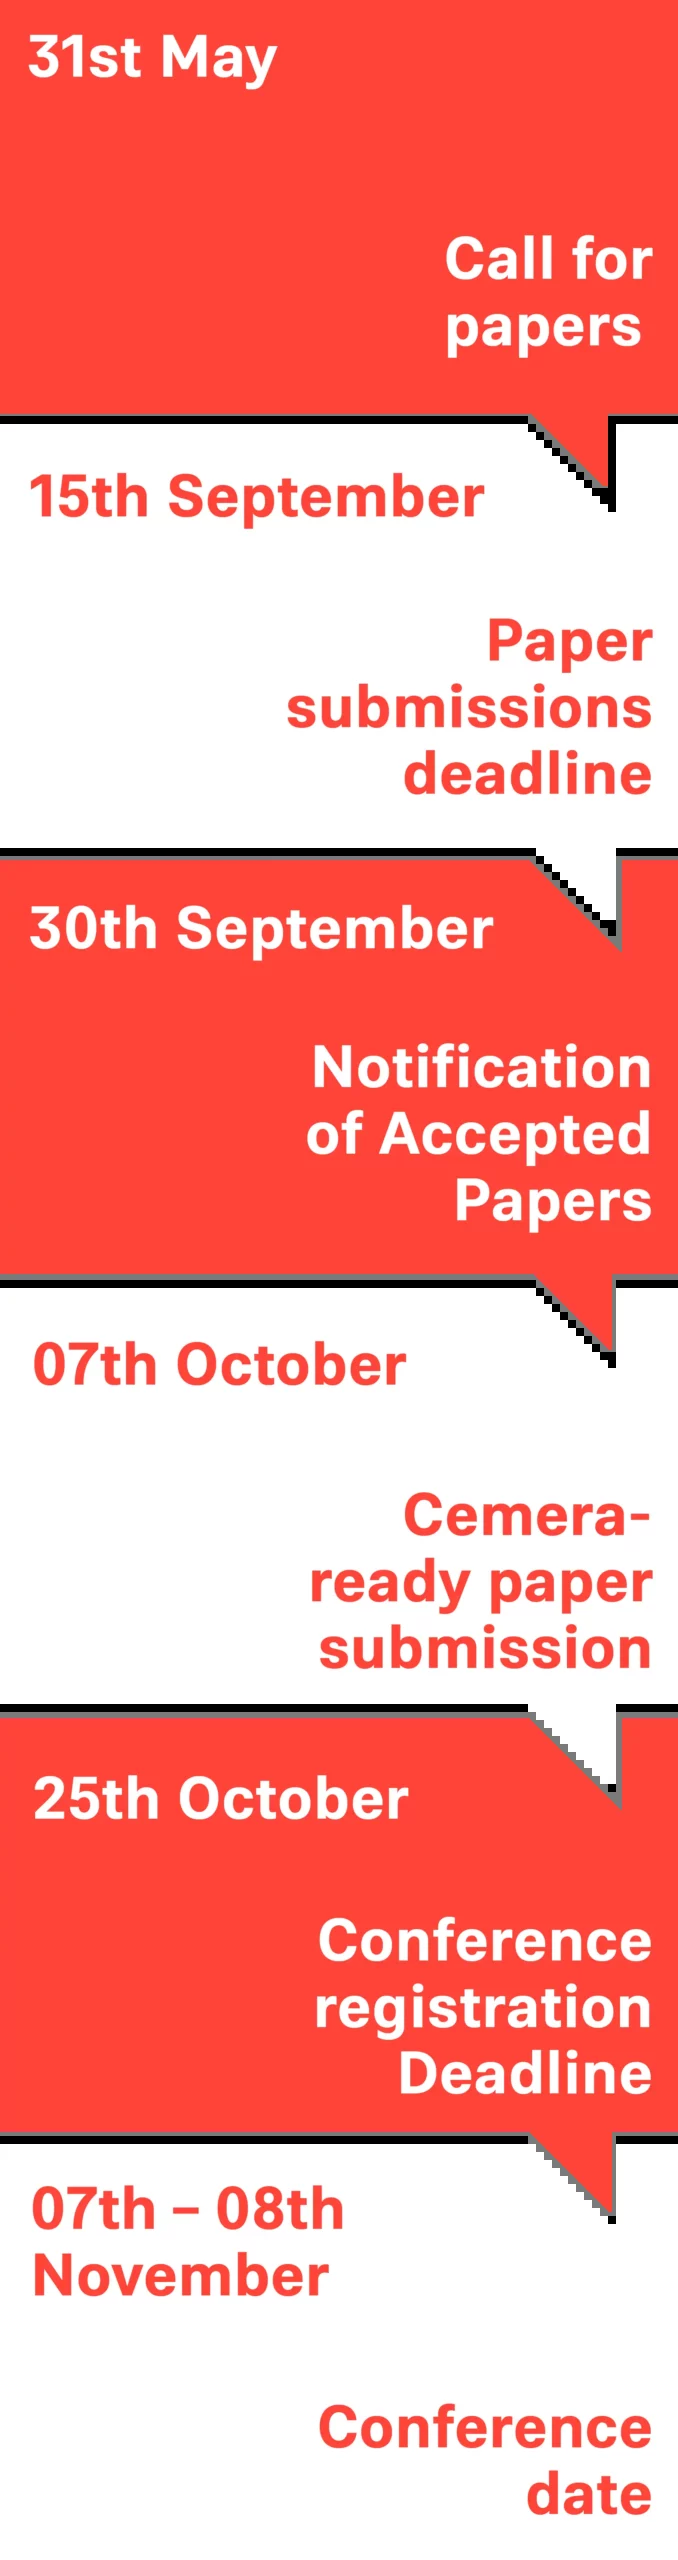 31st May
Call for
papers
15th September
Paper
submissions
deadline
30th September
Notification
of Accepted
Papers
07th October
Cemera-
ready paper
submission
25th October
Conference
registration
Deadline
07th – 08th
November
Conference
date